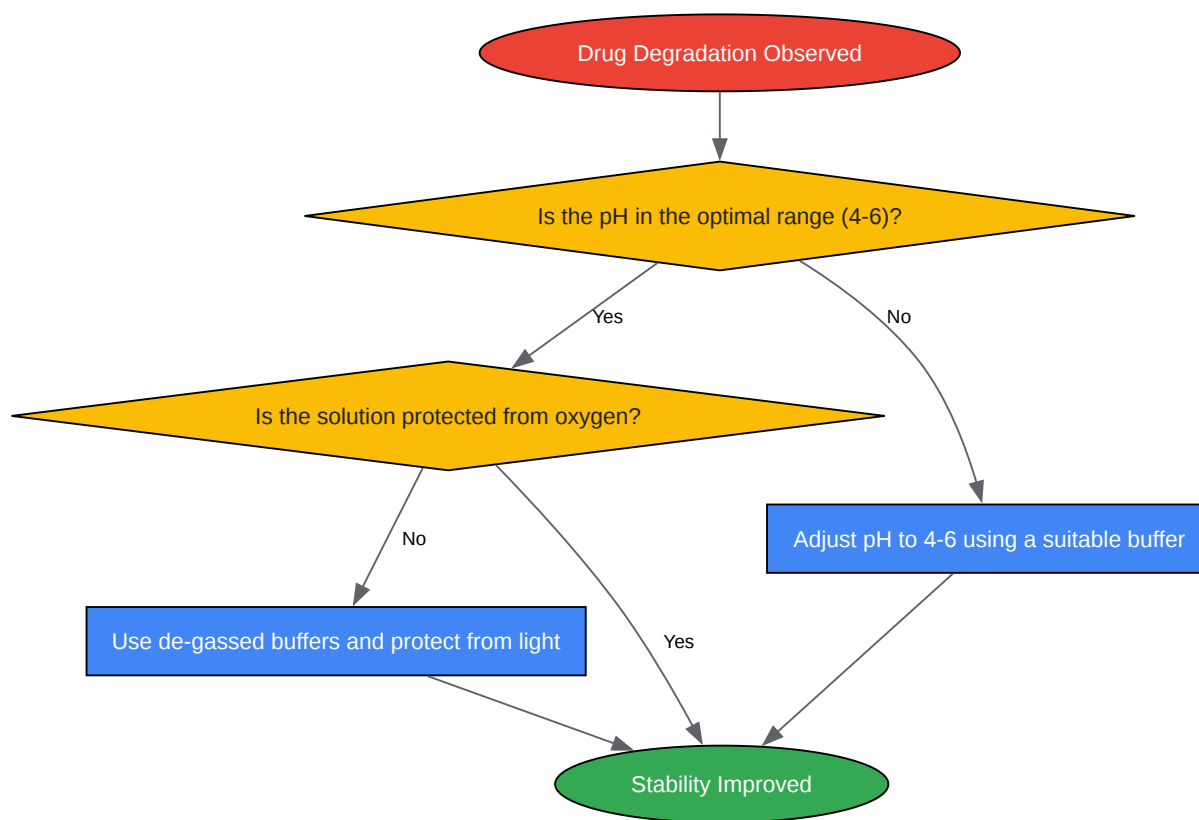 Drug Degradation Observed
Is the pH in the optimal range (4-6)?
Yes
No
Is the solution protected from oxygen?
Adjust pH to 4-6 using a suitable buffer
No
Yes
Use de-gassed buffers and protect from light
Stability Improved